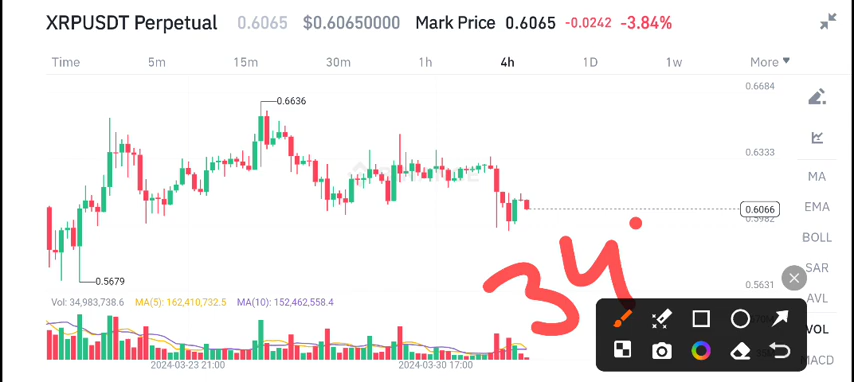 XRPUSDT Perpetual 0.6065 $0.60650000 Mark Price 0.6065 -0.0242 -3.84%
Time 5m 15m 30m 1h 4h 1D 1w More
0.6684
0.6636
0.6333
MA
EMA
0.6066
0.5982
BOLL
SAR
0.5679
0.5631
AVL
Vol: 34,983,738.6 MA(5): 162,410,732.5 MA(10): 152,462,558.4
VOL
MACD
2024-03-23 21:00 2024-03-30 17:00